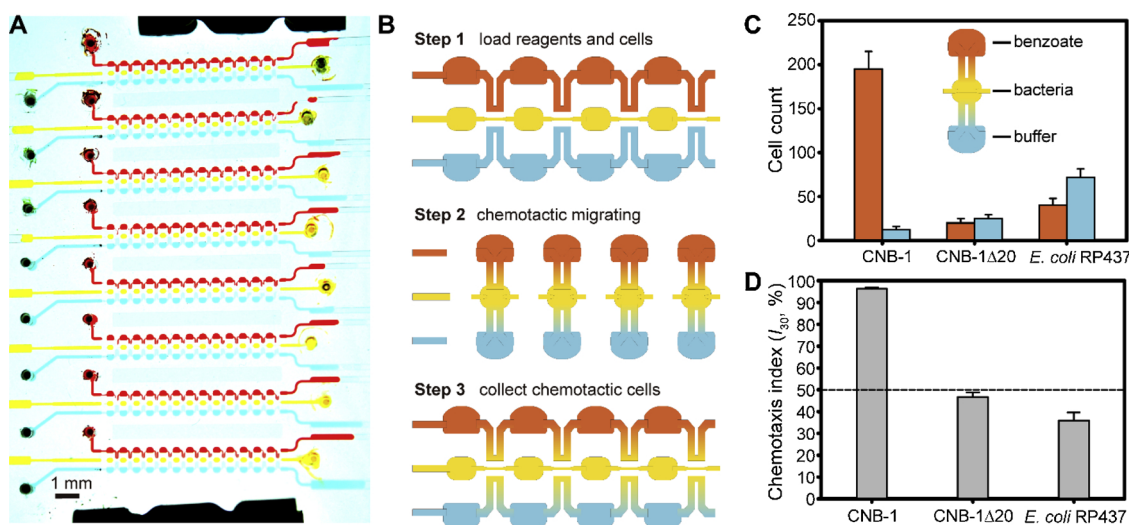 A
1 mm
B
Step 1 load reagents and cells
Step 2 chemotactic migrating
Step 3 collect chemotactic cells
C
Cell count
250
200
150
100
50
0
benzoate
bacteria
buffer
CNB-1
CNB-1Δ20
E. coli RP437
D
Chemotaxis index (I30, %)
100
90
80
70
60
50
50
40
30
20
10
0
CNB-1
CNB-1Δ20
E. coli RP437